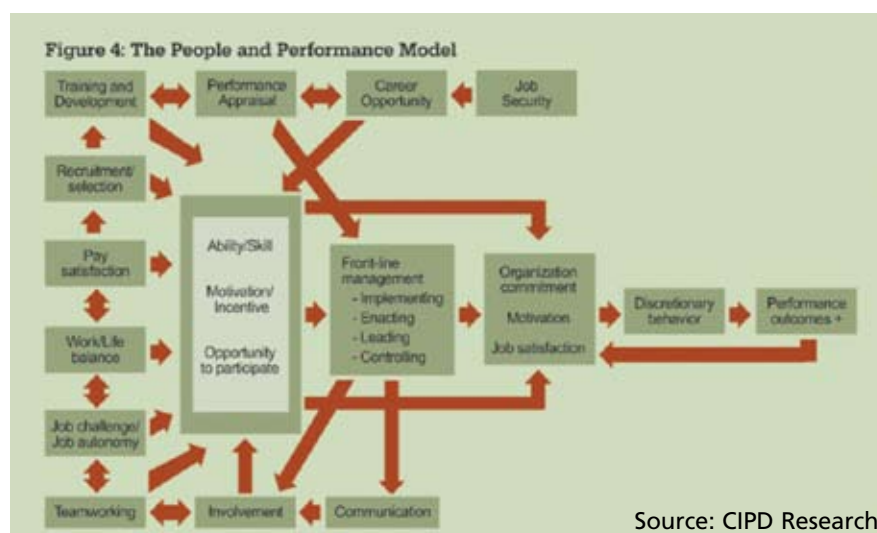 Figure 4: The People and Performance Model
Training and
Development
Performance
Appraisal
Career
Opportunity
Job
Security
Recruitment/
selection
Pay
satisfaction
Work/Life
balance
Job challenge/
Job autonomy
Teamworking
Involvement
Communication
Ability/Skill
Motivation/
Incentive
Opportunity
to participate
Front-line
management
- Implementing
- Enacting
- Leading
- Controlling
Organization
commitment
Motivation
Job satisfaction
Discretionary
behavior
Performance
outcomes +
Source: CIPD Research